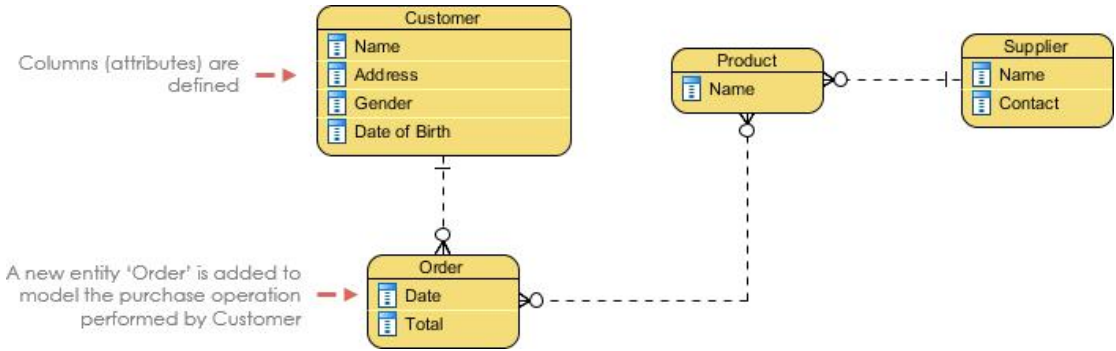 Customer
Name
Address
Gender
Date of Birth
Columns (attributes) are
defined
Product
Name
Supplier
Name
Contact
A new entity ‘Order’ is added to
model the purchase operation
performed by Customer
Order
Date
Total